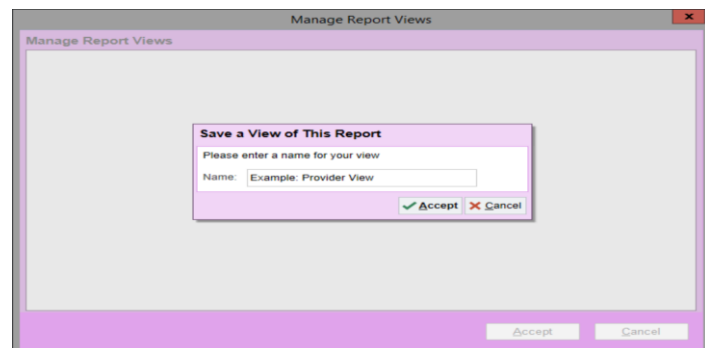 Manage Report Views
Manage Report Views
Save a View of This Report
Please enter a name for your view
Name: Example: Provider View
Accept Cancel
Accept Cancel